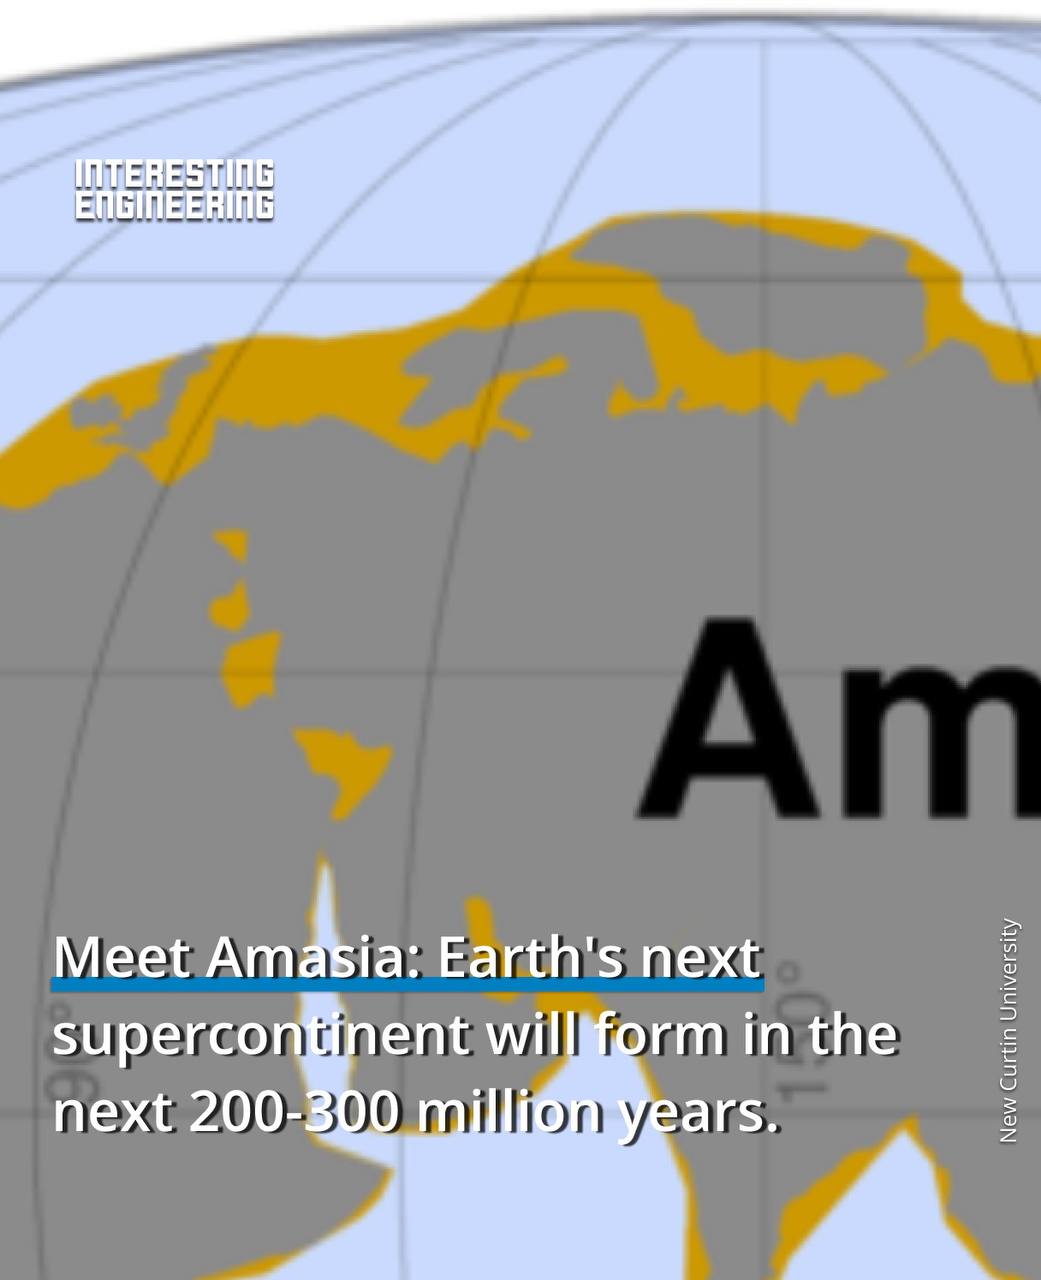 INTERESTING
ENGINEERING
Am
Meet Amasia: Earth's next
supercontinent will form in the
next 200-300 million years.
New Curtin University
150°